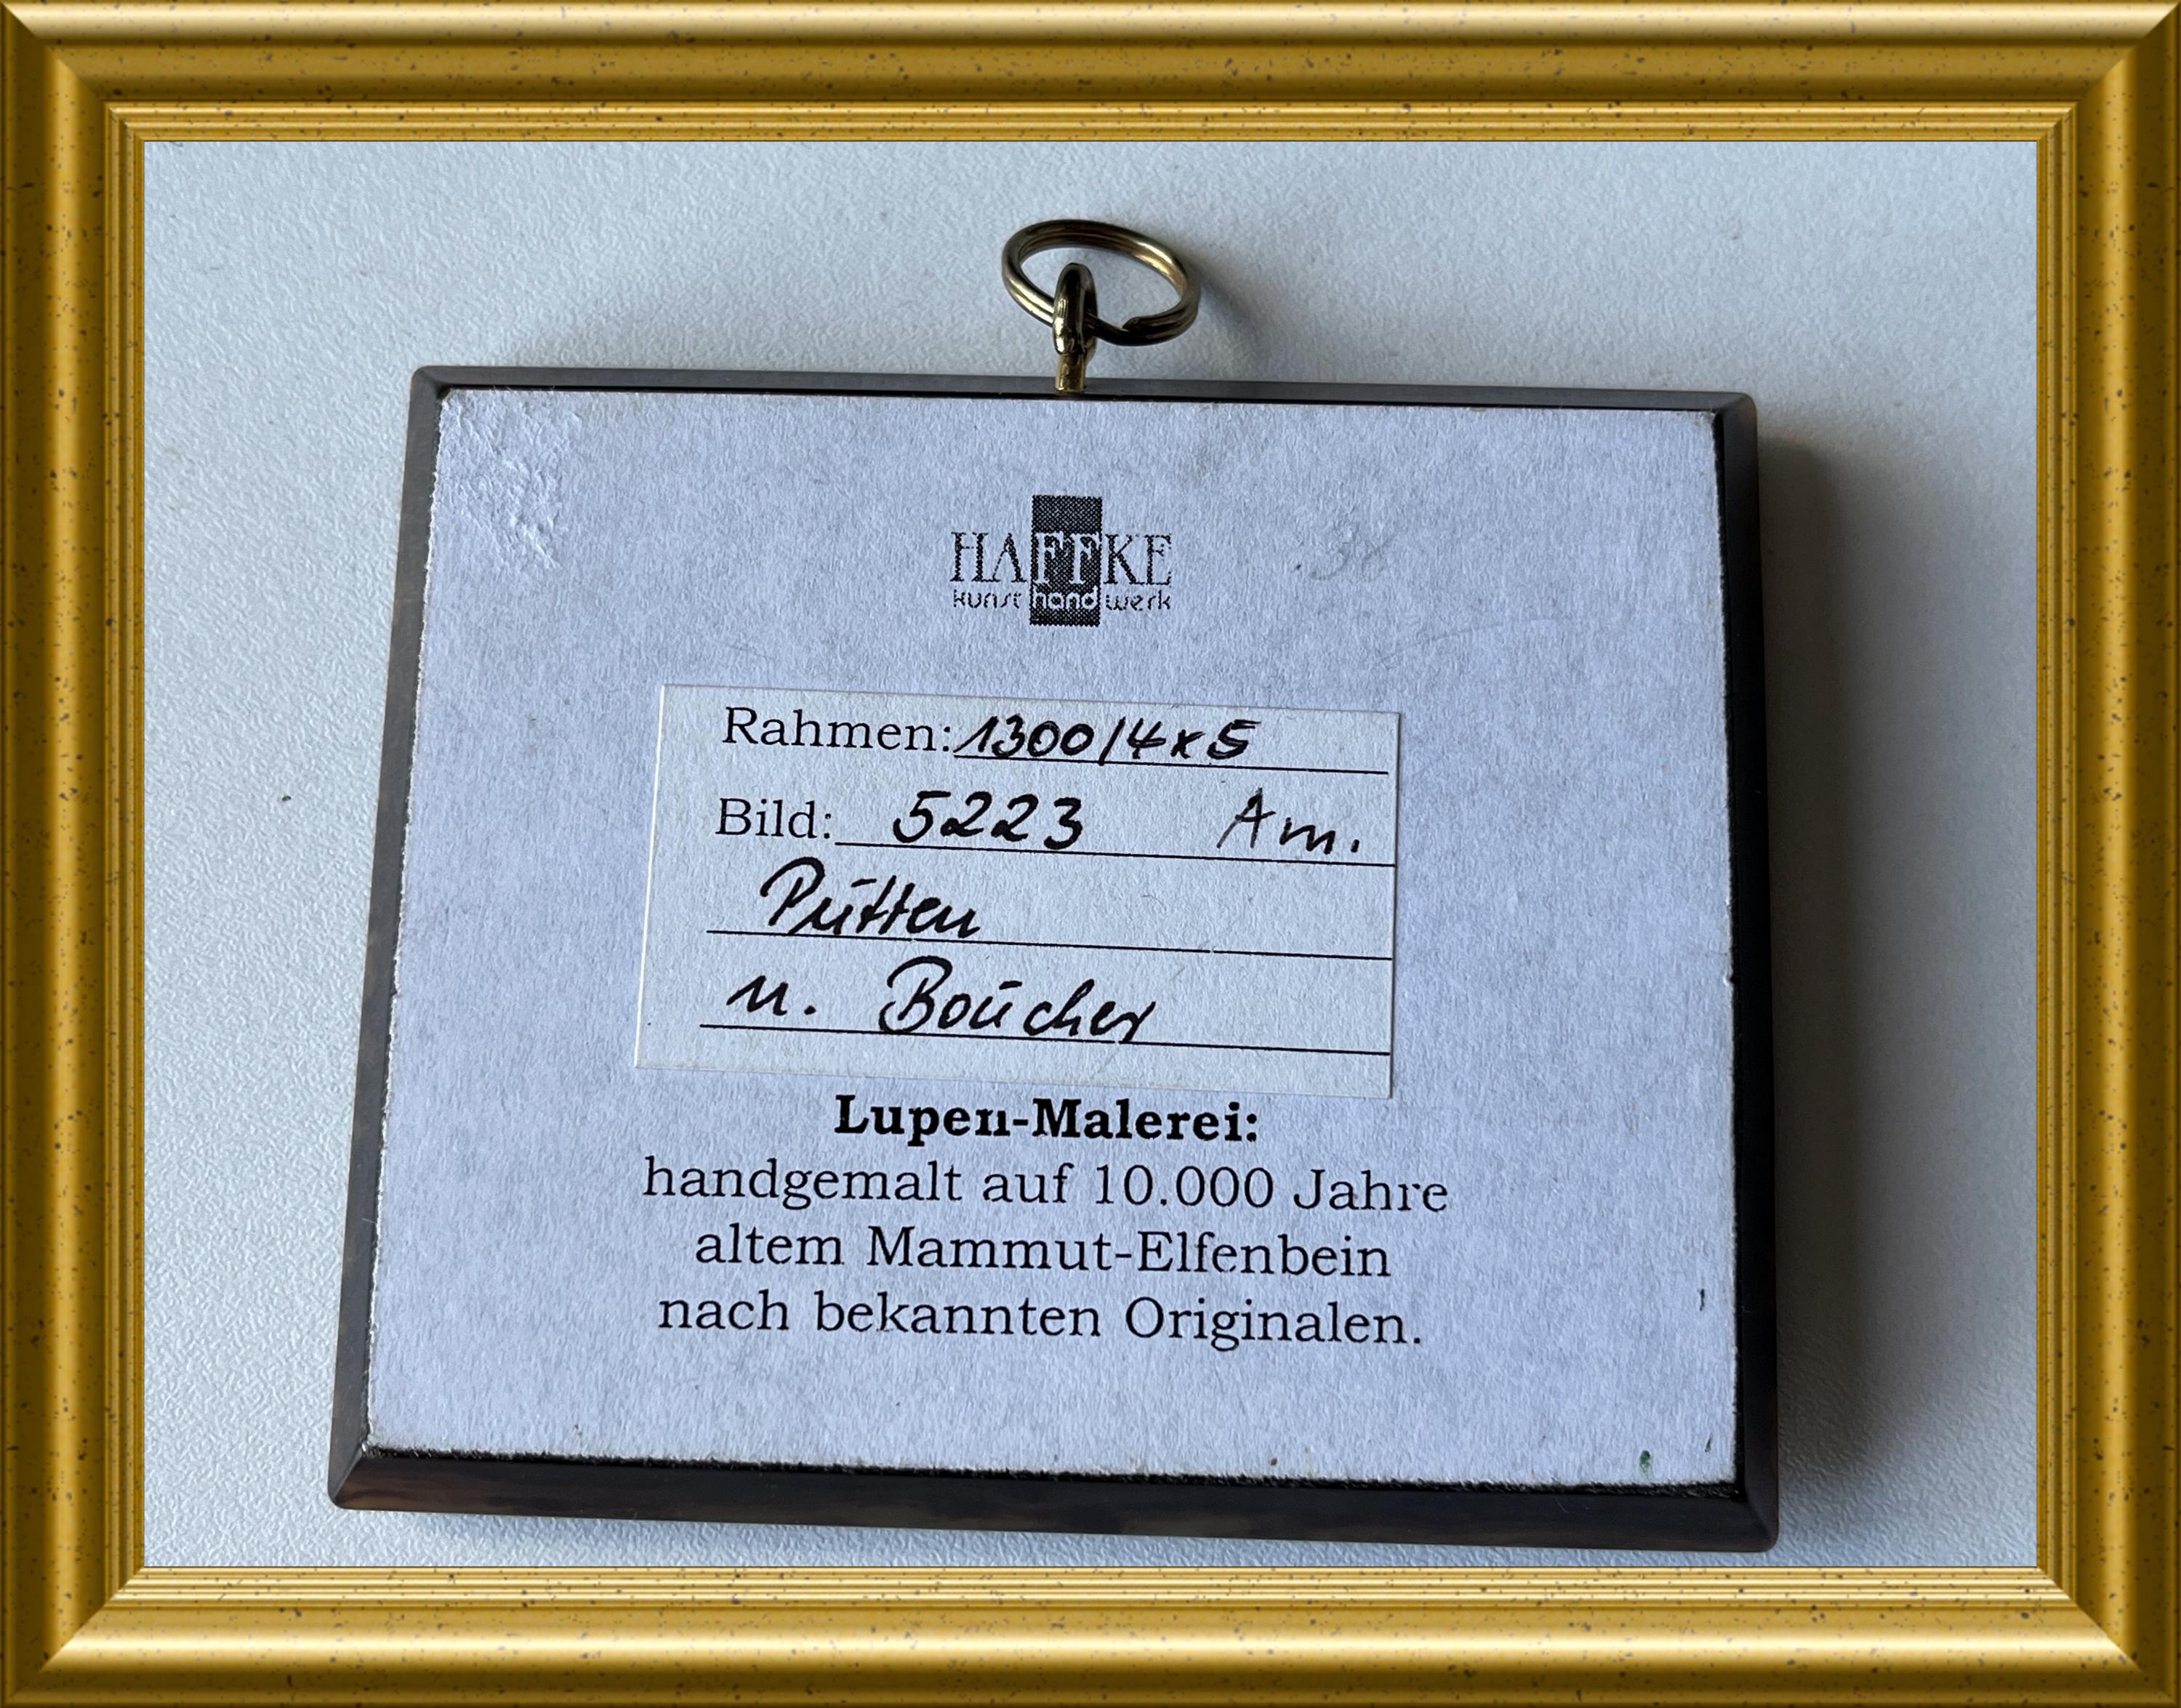 HAFFKE
kunst hand werk
Rahmen: 1300/4x5
Bild: 5223 Am.
Putten
n. Boucher
Lupen-Malerei:
handgemalt auf 10.000 Jahre
altem Mammut-Elfenbein
nach bekannten Originalen.